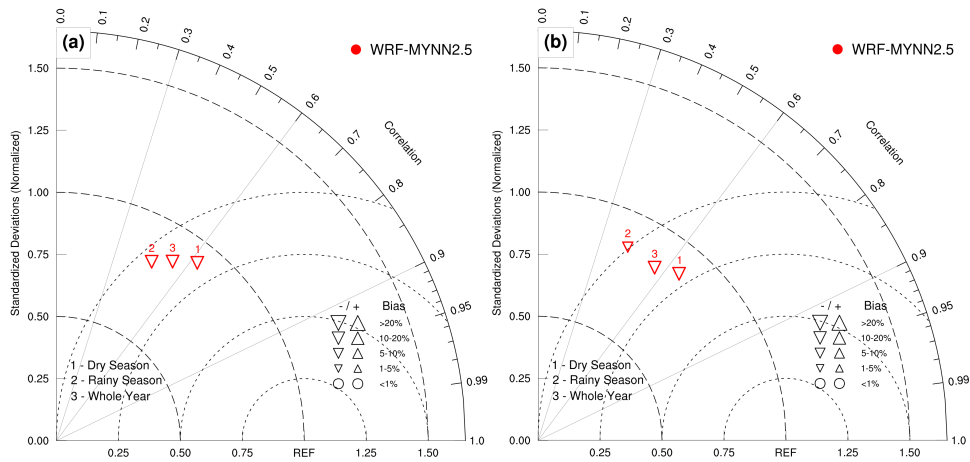 (a)
WRF-MYNN2.5
0.0
0.1
0.2
0.3
0.4
0.5
0.6
0.7
0.8
0.9
0.95
0.99
1.0
Correlation
Standardized Deviations (Normalized)
1.50
1.25
1.00
0.75
0.50
0.25
0.00
2 3 1
- / + Bias
>20%
10-20%
5-10%
1-5%
<1%
1 - Dry Season
2 - Rainy Season
3 - Whole Year
0.25 0.50 0.75 REF 1.25 1.50
(b)
WRF-MYNN2.5
0.0
0.1
0.2
0.3
0.4
0.5
0.6
0.7
0.8
0.9
0.95
0.99
1.0
Correlation
Standardized Deviations (Normalized)
1.50
1.25
1.00
0.75
0.50
0.25
0.00
2
3
1
- / + Bias
>20%
10-20%
5-10%
1-5%
<1%
1 - Dry Season
2 - Rainy Season
3 - Whole Year
0.25 0.50 0.75 REF 1.25 1.50